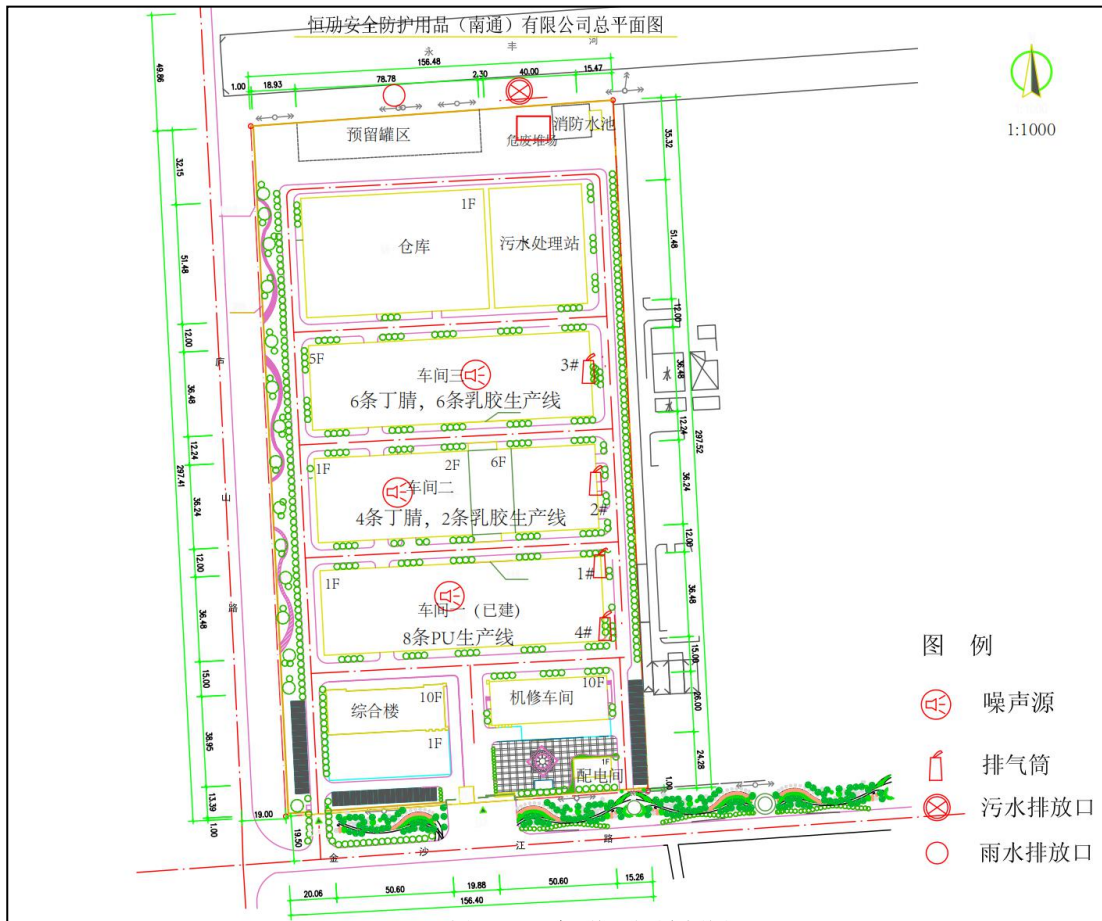 恒劢安全防护用品（南通）有限公司总平面图
永丰河
156.48
1.00 18.93 78.78 2.30 40.00 15.47
49.86
1:1000
预留罐区
危废堆场
消防水池
35.32
32.15
1F
仓库
污水处理站
51.48
51.48
12.00
12.00
5F
车间三
3#
6条丁腈，6条乳胶生产线
36.48
36.48
水
水
庐山路
12.24
12.24
297.41
297.52
1F
2F
6F
车间二
2#
4条丁腈，2条乳胶生产线
36.24
36.24
12.00
12.00
1F
1#
车间一（已建）
8条PU生产线
4#
36.48
36.48
15.00
15.00
10F
综合楼
1F
10F
机修车间
1F
配电间
26.00
38.95
24.28
13.39
1.00
1.00
19.00
19.50
N
金沙江路
20.06 50.60 19.88 50.60 15.26
156.40
图 例
噪声源
排气筒
污水排放口
雨水排放口